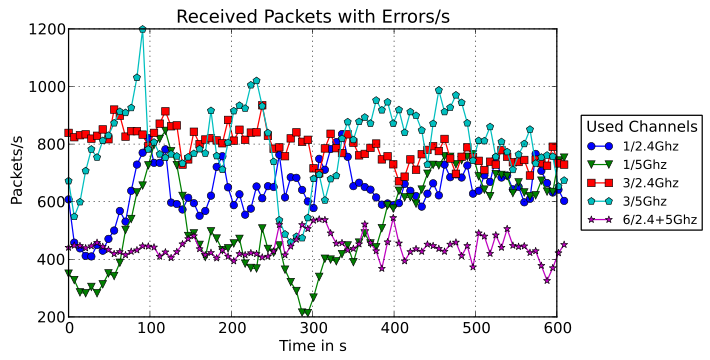 Received Packets with Errors/s
1200
1000
800
600
400
200
Packets/s
0
100
200
300
400
500
600
Time in s
Used Channels
1/2.4Ghz
1/5Ghz
3/2.4Ghz
3/5Ghz
6/2.4+5Ghz